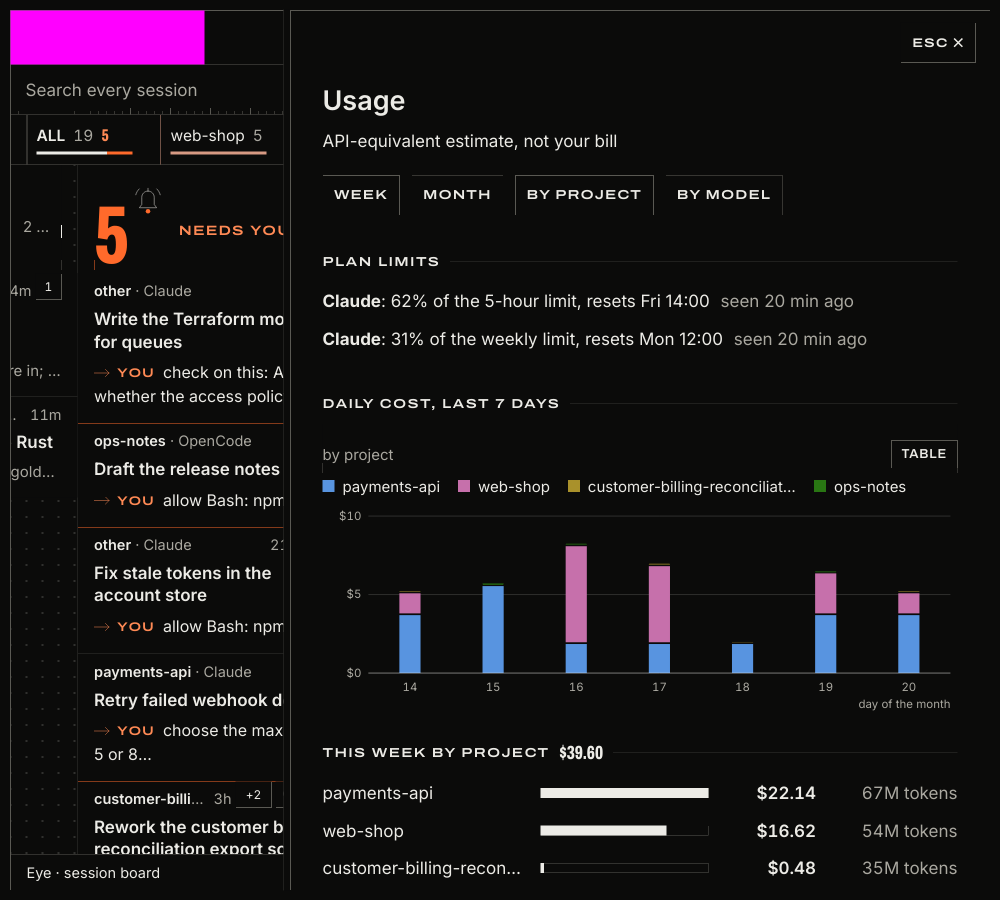 Search every session
ALL 19 5
web-shop 5
2 ...
4m 1
re in; ...
. 11m
Rust
gold...
5
NEEDS YOU
other · Claude
Write the Terraform mo
for queues
→ YOU check on this: A
whether the access polic
ops-notes · OpenCode
Draft the release notes
→ YOU allow Bash: npm
other · Claude 21
Fix stale tokens in the
account store
→ YOU allow Bash: npm
payments-api · Claude
Retry failed webhook d
→ YOU choose the max
5 or 8...
customer-billi... 3h +2
Rework the customer b
reconciliation export sc
Eye · session board
ESC ×
Usage
API-equivalent estimate, not your bill
WEEK MONTH BY PROJECT BY MODEL
PLAN LIMITS
Claude: 62% of the 5-hour limit, resets Fri 14:00 seen 20 min ago
Claude: 31% of the weekly limit, resets Mon 12:00 seen 20 min ago
DAILY COST, LAST 7 DAYS
by project
TABLE
payments-api web-shop customer-billing-reconciliat... ops-notes
$10
$5
$0
14 15 16 17 18 19 20
day of the month
THIS WEEK BY PROJECT $39.60
payments-api $22.14 67M tokens
web-shop $16.62 54M tokens
customer-billing-recon... $0.48 35M tokens